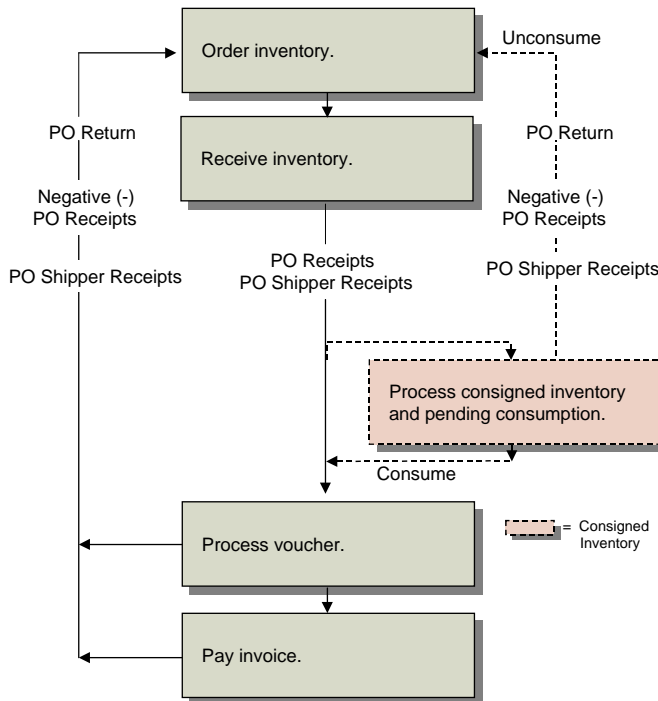 Order inventory.
Unconsume
PO Return
PO Return
Receive inventory.
Negative (-)
PO Receipts
Negative (-)
PO Receipts
PO Shipper Receipts
PO Receipts
PO Shipper Receipts
PO Shipper Receipts
Process consigned inventory
and pending consumption.
Consume
Process voucher.
= Consigned
Inventory
Pay invoice.